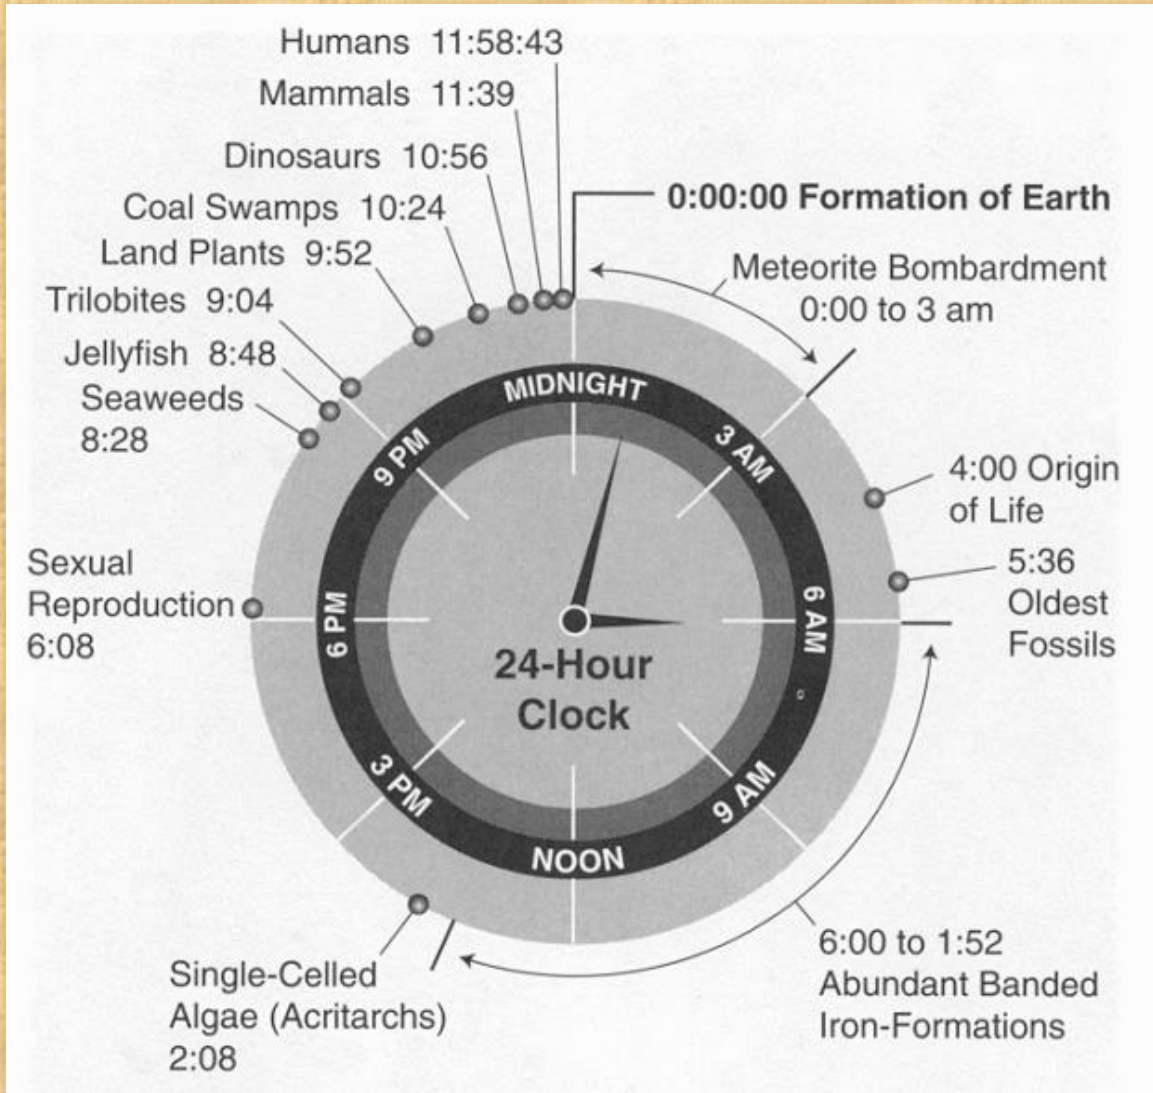 Humans 11:58:43
Mammals 11:39
Dinosaurs 10:56
Coal Swamps 10:24
Land Plants 9:52
Trilobites 9:04
Jellyfish 8:48
Seaweeds
8:28
0:00:00 Formation of Earth
Meteorite Bombardment
0:00 to 3 am
4:00 Origin
of Life
5:36
Oldest
Fossils
6:00 to 1:52
Abundant Banded
Iron-Formations
Single-Celled
Algae (Acritarchs)
2:08
Sexual
Reproduction
6:08
MIDNIGHT
3 AM
6 AM
9 AM
NOON
3 PM
6 PM
9 PM
24-Hour
Clock